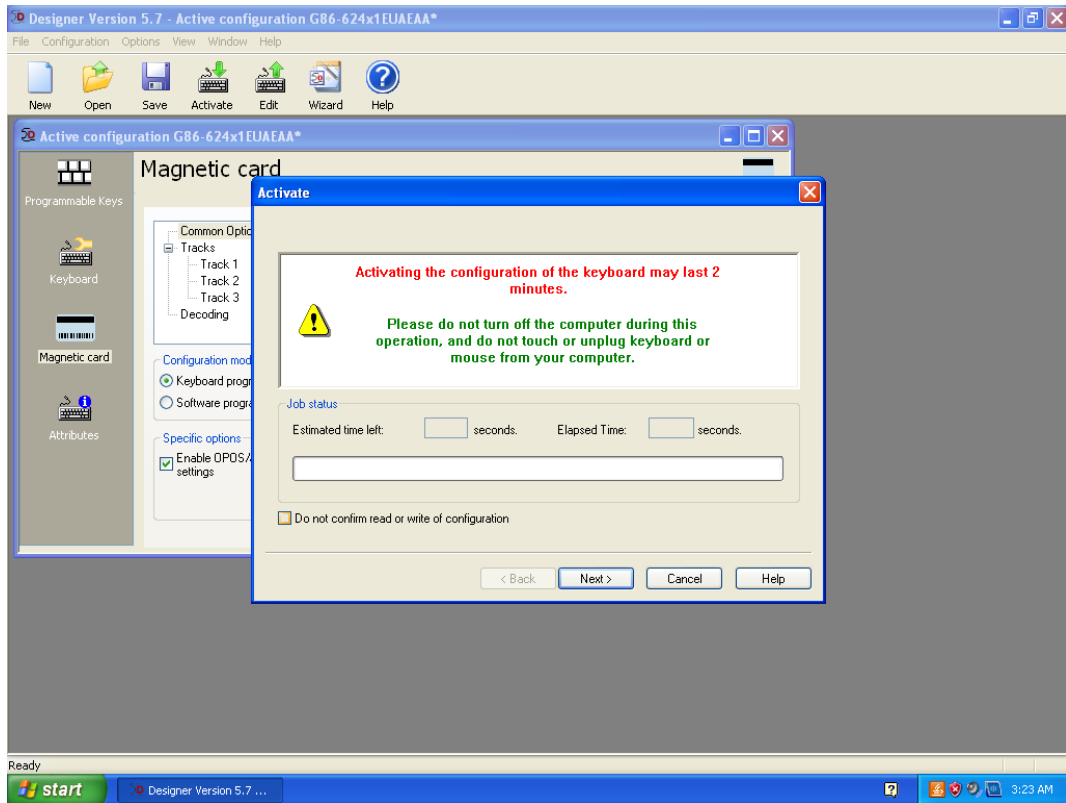 Designer Version 5.7 - Active configuration G86-624x1EUAEAA*
File Configuration Options View Window Help
New Open Save Activate Edit Wizard Help
Active configuration G86-624x1EUAEAA*
Programmable Keys
Keyboard
Magnetic card
Attributes
Magnetic card
Common Optio
Tracks
Track 1
Track 2
Track 3
Decoding
Configuration mod
Keyboard progr
Software progra
Specific options
Enable OPOS/
settings
Activate
Activating the configuration of the keyboard may last 2
minutes.
Please do not turn off the computer during this
operation, and do not touch or unplug keyboard or
mouse from your computer.
Job status
Estimated time left: seconds. Elapsed Time: seconds.
Do not confirm read or write of configuration
< Back Next > Cancel Help
Ready
start Designer Version 5.7 ... 3:23 AM